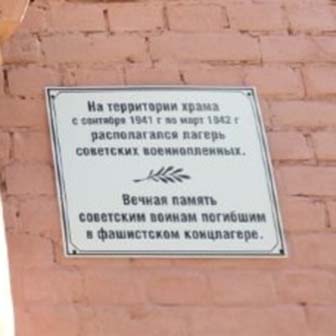 На территории храма
с сентября 1941 г по март 1942 г
располагался лагерь
советских военнопленных.
Вечная память
советским воинам погибшим
в фашистском концлагере.